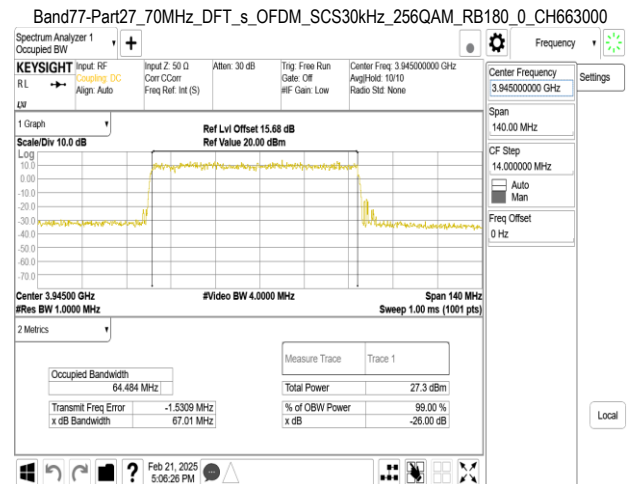 Band77-Part27_70MHz_DFT_s_OFDM_SCS30kHz_256QAM_RB180_0_CH663000
Spectrum Analyzer 1
Occupied BW
+
Frequency
KEYSIGHT
RL
LXI
Input: RF
Coupling: DC
Align: Auto
Input Z: 50 Ω
Corr CCorr
Freq Ref: Int (S)
Atten: 30 dB
Trig: Free Run
Gate: Off
#IF Gain: Low
Center Freq: 3.945000000 GHz
Avg|Hold: 10/10
Radio Std: None
Center Frequency
3.945000000 GHz
Settings
Span
140.00 MHz
CF Step
14.000000 MHz
Auto
Man
Freq Offset
0 Hz
Local
1 Graph
Scale/Div 10.0 dB
Ref Lvl Offset 15.68 dB
Ref Value 20.00 dBm
Log
10.0
0.00
-10.0
-20.0
-30.0
-40.0
-50.0
-60.0
-70.0
Center 3.94500 GHz
#Video BW 4.0000 MHz
Span 140 MHz
#Res BW 1.0000 MHz
Sweep 1.00 ms (1001 pts)
2 Metrics
Measure Trace Trace 1
Occupied Bandwidth
64.484 MHz
Total Power 27.3 dBm
Transmit Freq Error -1.5309 MHz
% of OBW Power 99.00 %
x dB Bandwidth 67.01 MHz
x dB -26.00 dB
?
Feb 21, 2025
5:06:26 PM